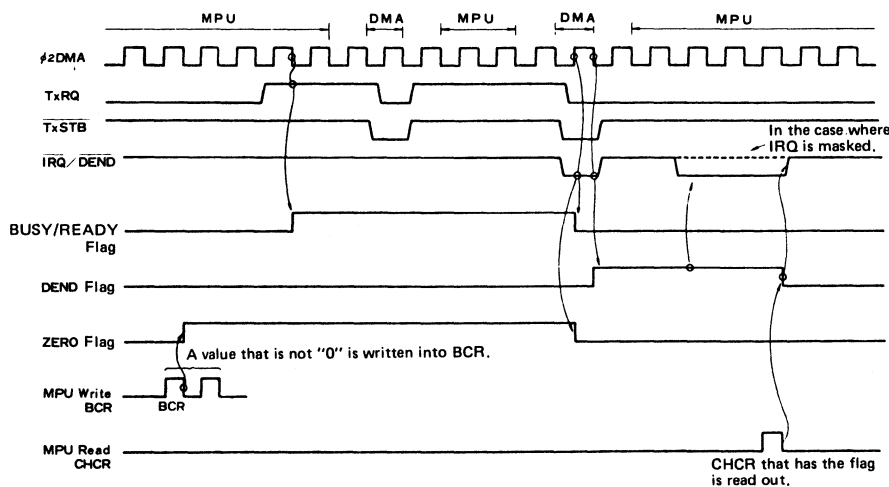 MPU DMA MPU DMA MPU
φ2DMA
TxRQ
TxSTB
In the case where
IRQ is masked.
IRQ/DEND
BUSY/READY
Flag
DEND Flag
ZERO Flag
A value that is not "0" is written into BCR.
MPU Write
BCR
BCR
MPU Read
CHCR
CHCR that has the flag
is read out.